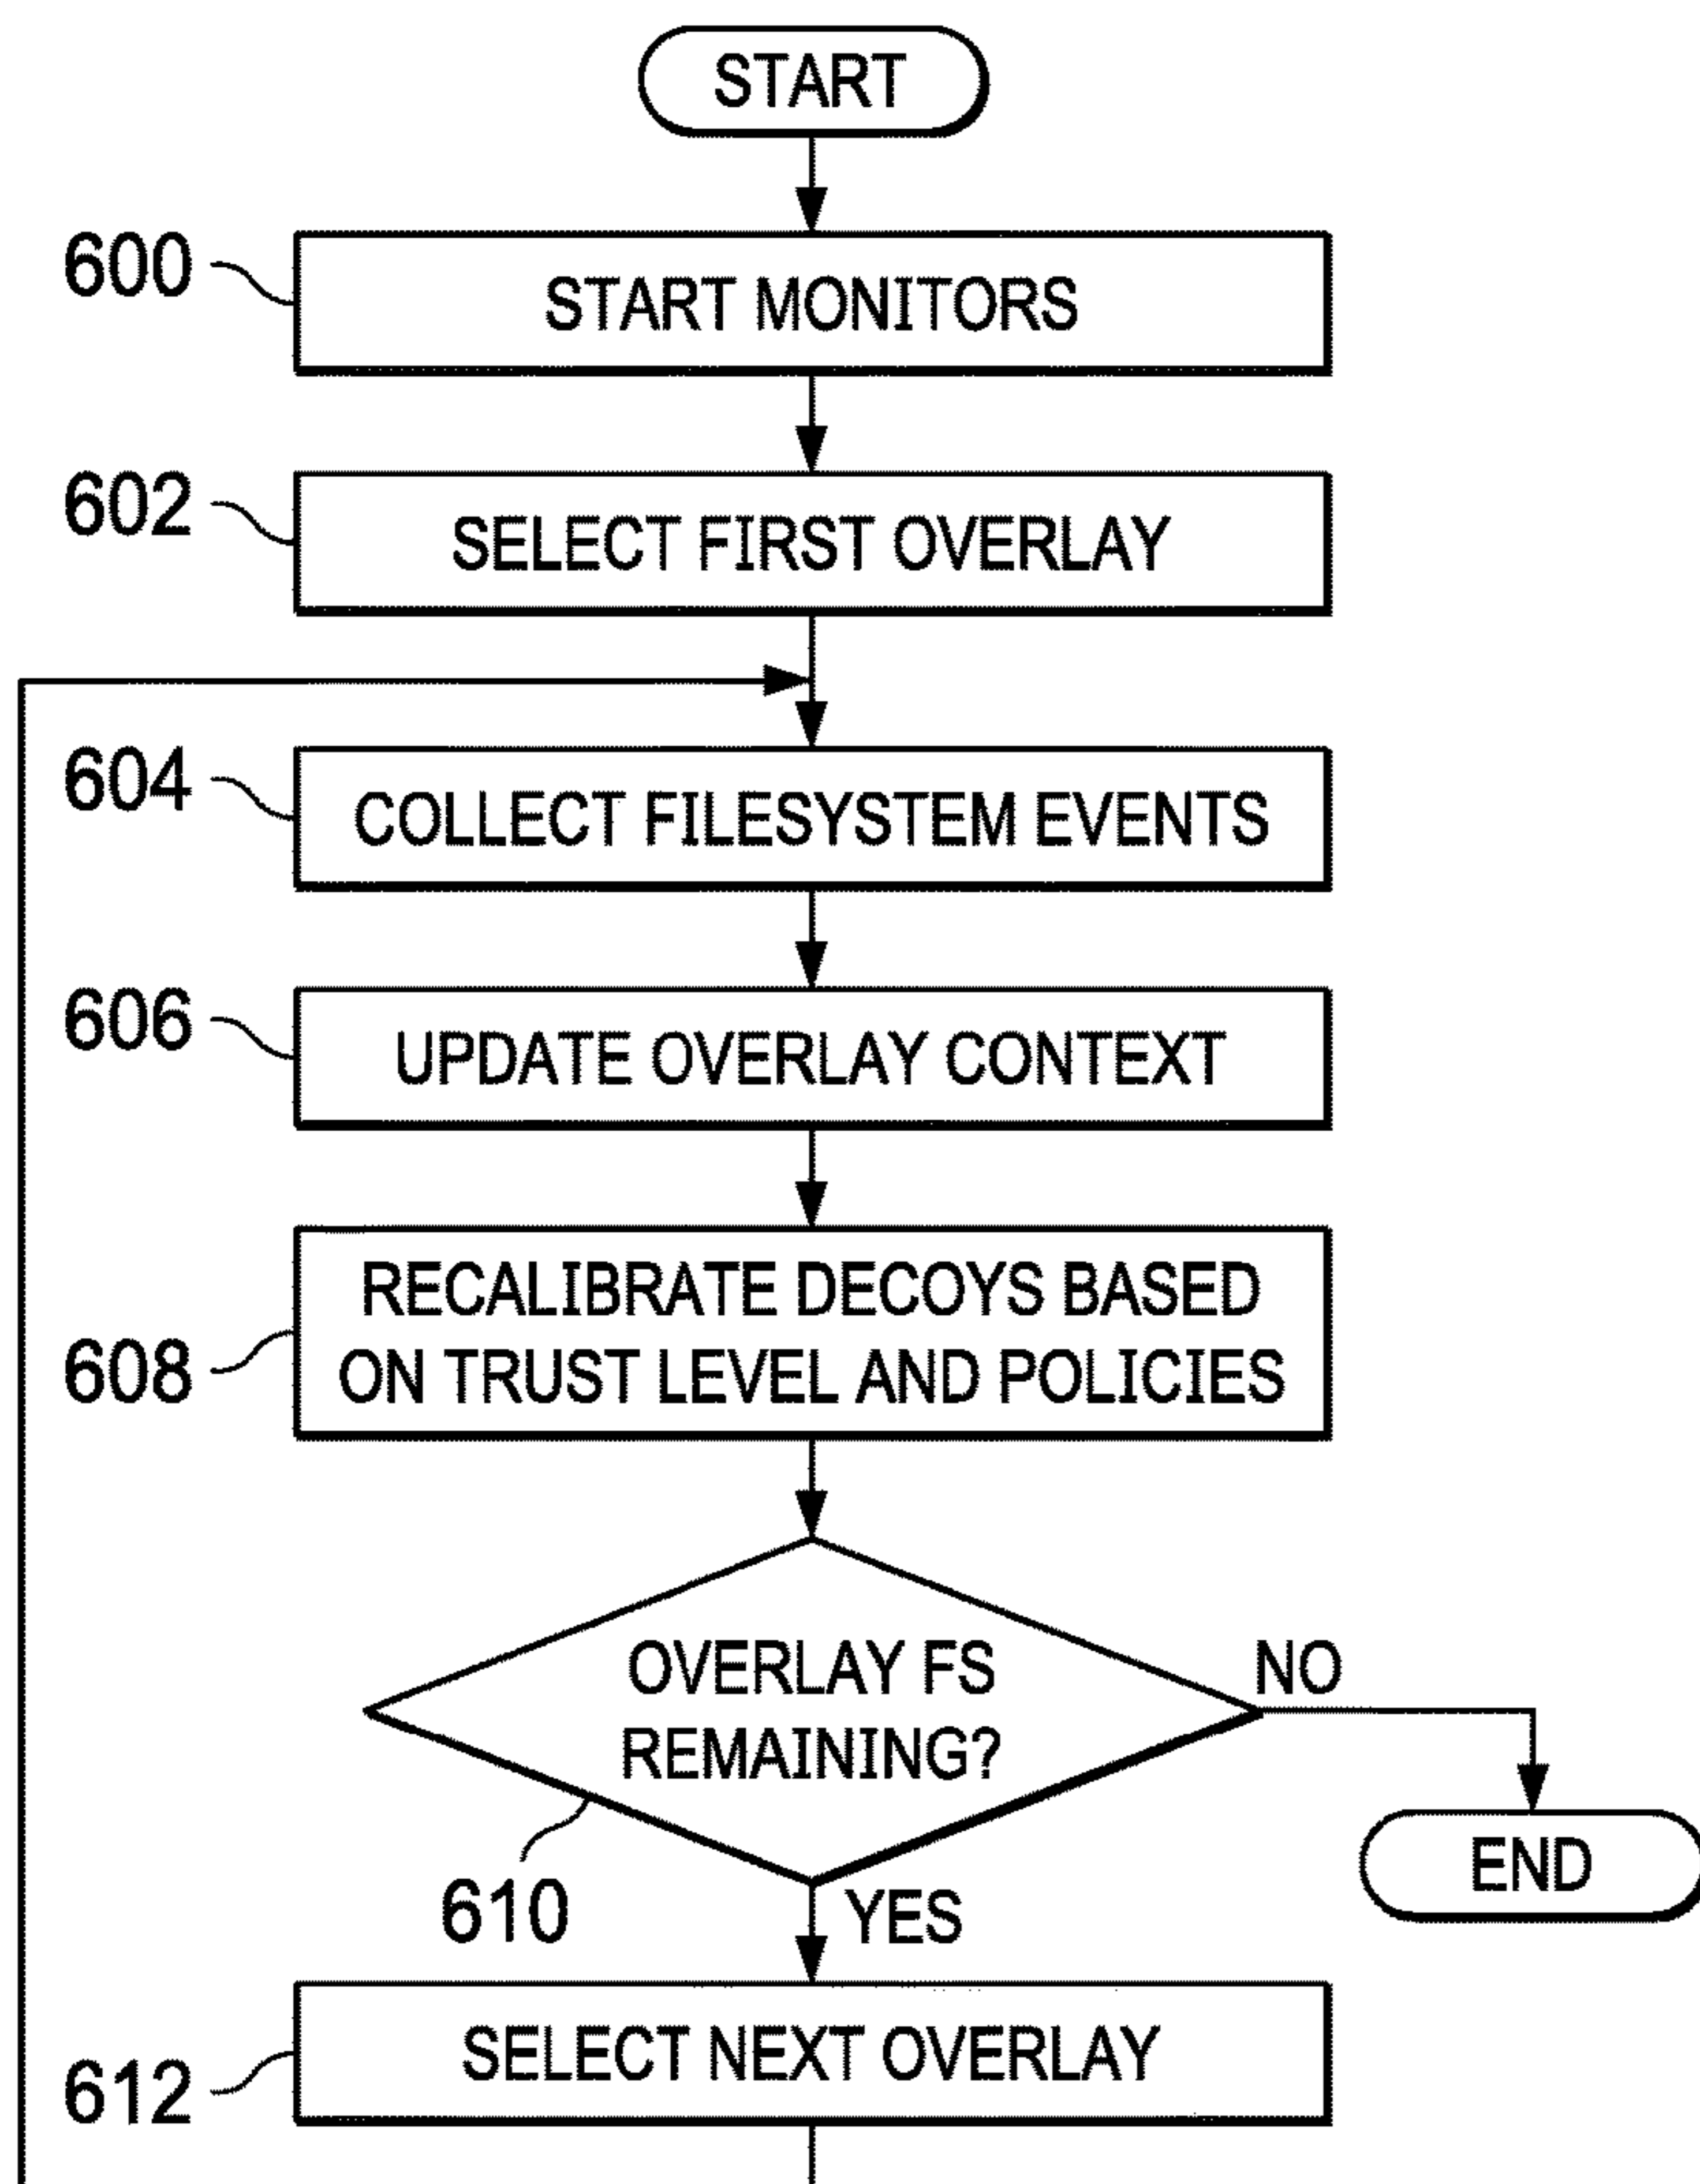 START
600
START MONITORS
602
SELECT FIRST OVERLAY
604
COLLECT FILESYSTEM EVENTS
606
UPDATE OVERLAY CONTEXT
608
RECALIBRATE DECOYS BASED
ON TRUST LEVEL AND POLICIES
OVERLAY FS
REMAINING?
NO
610
YES
END
612
SELECT NEXT OVERLAY